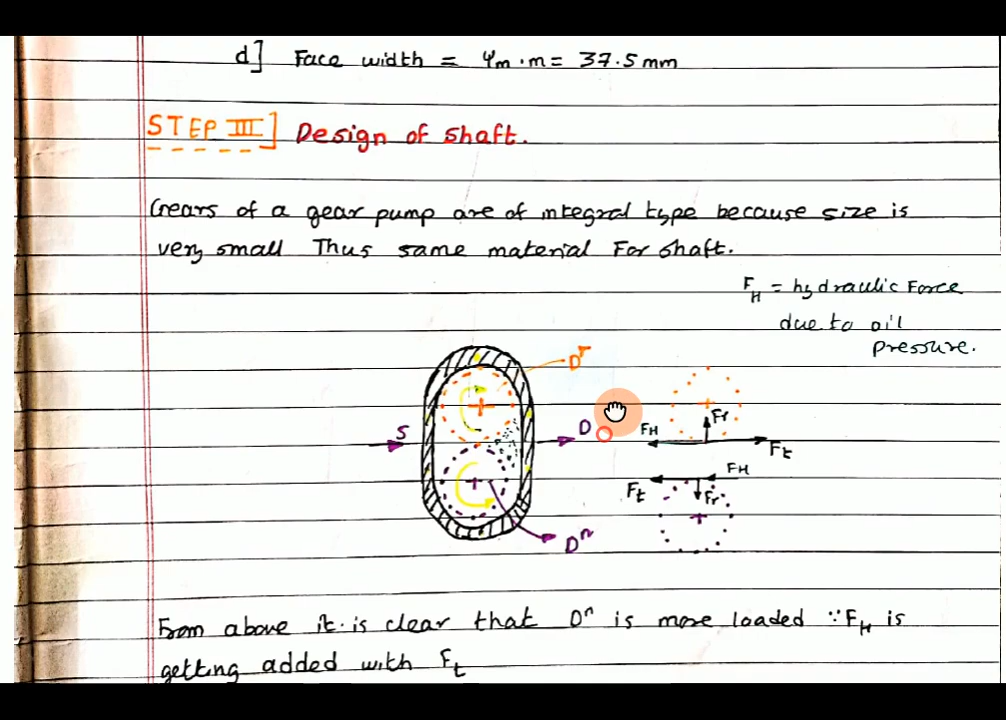 d] Face width = Ψm · m = 37.5 mm
STEP III] Design of shaft.
Gears of a gear pump are of integral type because size is
very small Thus same material For shaft.
FH = hydraulic Force
due to oil
pressure.
Dr
S
D
FH
Fr
Ft
FH
Ft
Fr
Dn
From above it is clear that Dn is more loaded ∵ FH is
getting added with Ft